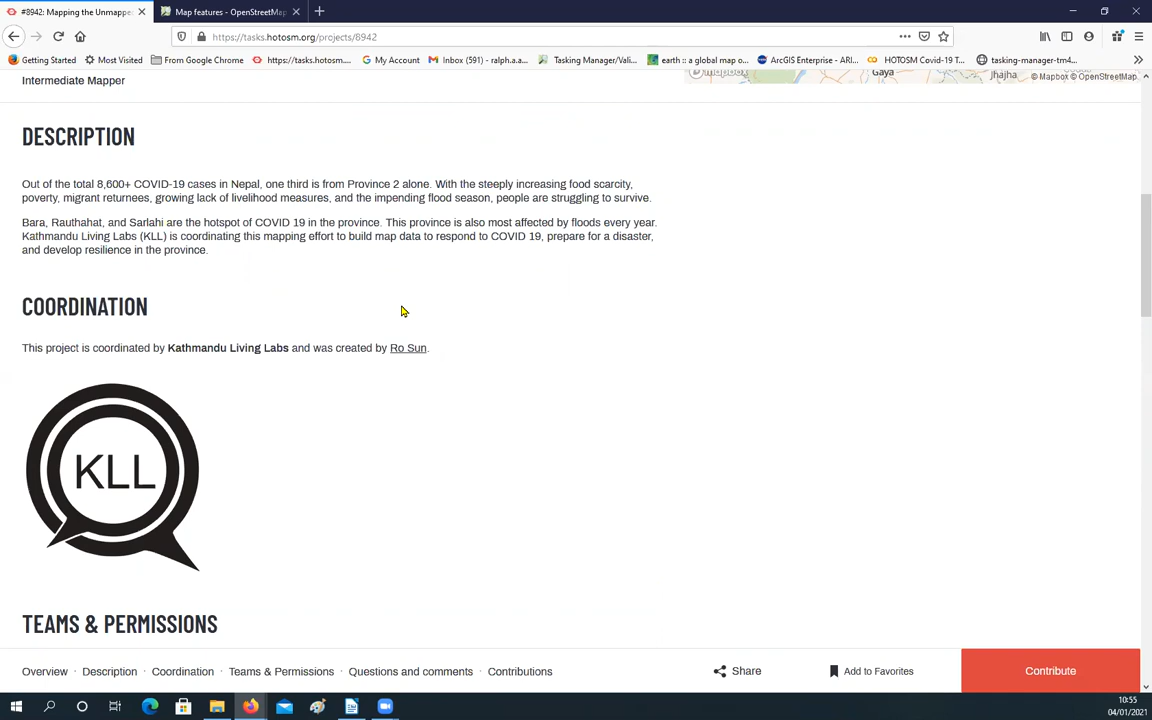 #8942: Mapping the Unmappe
Map features - OpenStreetMap
https://tasks.hotosm.org/projects/8942
Getting Started
Most Visited
From Google Chrome
https://tasks.hotosm....
My Account
Inbox (591) - ralph.a.a...
Tasking Manager/Vali...
earth :: a global map o...
ArcGIS Enterprise - ARI...
HOTOSM Covid-19 T...
tasking-manager-tm4...
Intermediate Mapper
mapbox
Gaya
Jhajha
© Mapbox © OpenStreetMap
DESCRIPTION
Out of the total 8,600+ COVID-19 cases in Nepal, one third is from Province 2 alone. With the steeply increasing food scarcity,
poverty, migrant returnees, growing lack of livelihood measures, and the impending flood season, people are struggling to survive.
Bara, Rauthahat, and Sarlahi are the hotspot of COVID 19 in the province. This province is also most affected by floods every year.
Kathmandu Living Labs (KLL) is coordinating this mapping effort to build map data to respond to COVID 19, prepare for a disaster,
and develop resilience in the province.
COORDINATION
This project is coordinated by Kathmandu Living Labs and was created by Ro Sun.
KLL
TEAMS & PERMISSIONS
Overview · Description · Coordination · Teams & Permissions · Questions and comments · Contributions
Share
Add to Favorites
Contribute
10:55
04/01/2021